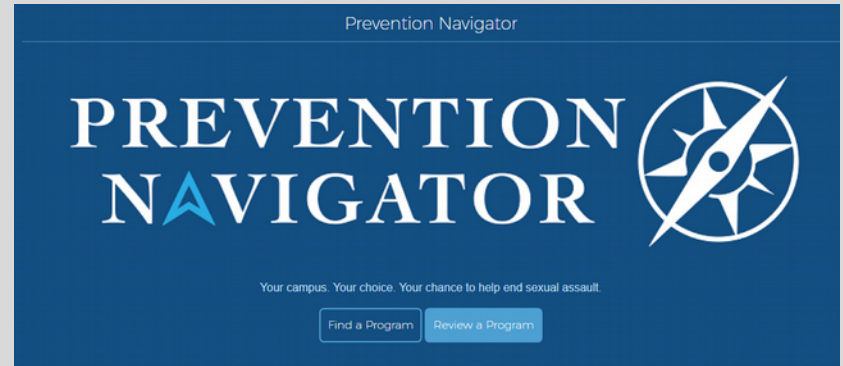 Prevention Navigator
PREVENTION
NAVIGATOR
Your campus. Your choice. Your chance to help end sexual assault.
Find a Program Review a Program